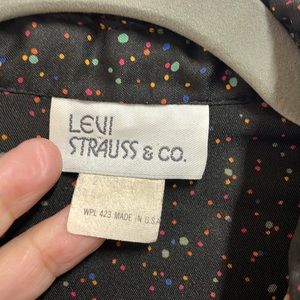 LEVI
STRAUSS & CO.
WPL 423 MADE IN U.S.A